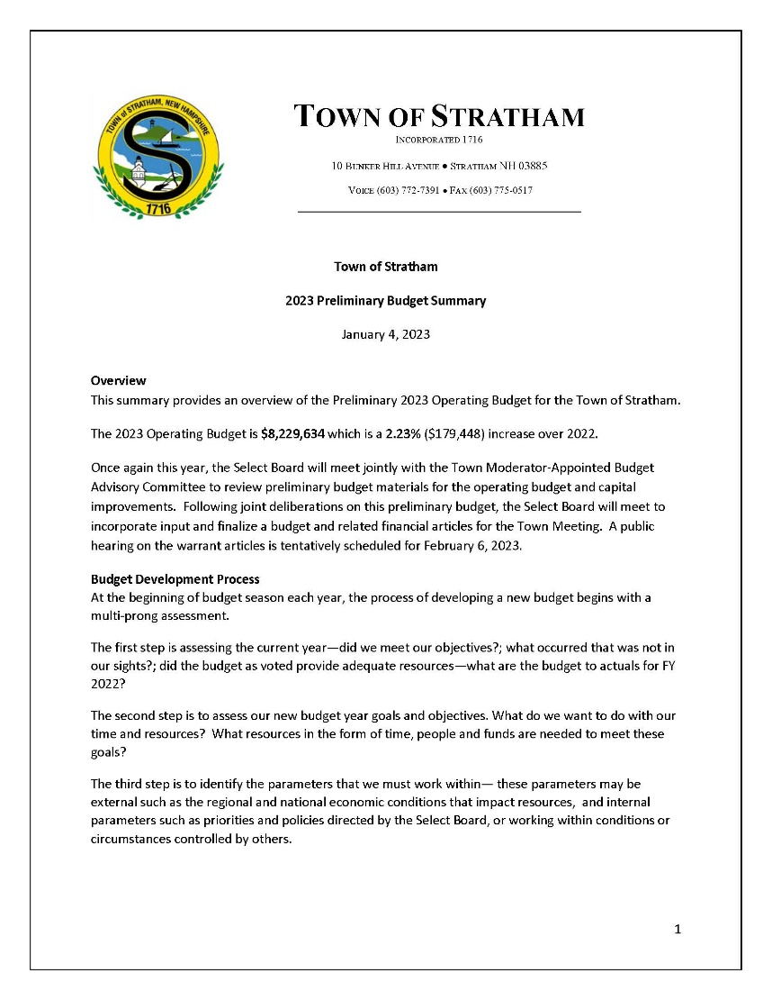 TOWN of STRATHAM, NEW HAMPSHIRE
S
1716
TOWN OF STRATHAM
INCORPORATED 1716
10 BUNKER HILL AVENUE ● STRATHAM NH 03885
VOICE (603) 772-7391 ● FAX (603) 775-0517
Town of Stratham
2023 Preliminary Budget Summary
January 4, 2023
Overview
This summary provides an overview of the Preliminary 2023 Operating Budget for the Town of Stratham.
The 2023 Operating Budget is $8,229,634 which is a 2.23% ($179,448) increase over 2022.
Once again this year, the Select Board will meet jointly with the Town Moderator-Appointed Budget
Advisory Committee to review preliminary budget materials for the operating budget and capital
improvements.  Following joint deliberations on this preliminary budget, the Select Board will meet to
incorporate input and finalize a budget and related financial articles for the Town Meeting.  A public
hearing on the warrant articles is tentatively scheduled for February 6, 2023.
Budget Development Process
At the beginning of budget season each year, the process of developing a new budget begins with a
multi-prong assessment.
The first step is assessing the current year—did we meet our objectives?; what occurred that was not in
our sights?; did the budget as voted provide adequate resources—what are the budget to actuals for FY
2022?
The second step is to assess our new budget year goals and objectives. What do we want to do with our
time and resources?  What resources in the form of time, people and funds are needed to meet these
goals?
The third step is to identify the parameters that we must work within— these parameters may be
external such as the regional and national economic conditions that impact resources,  and internal
parameters such as priorities and policies directed by the Select Board, or working within conditions or
circumstances controlled by others.
1